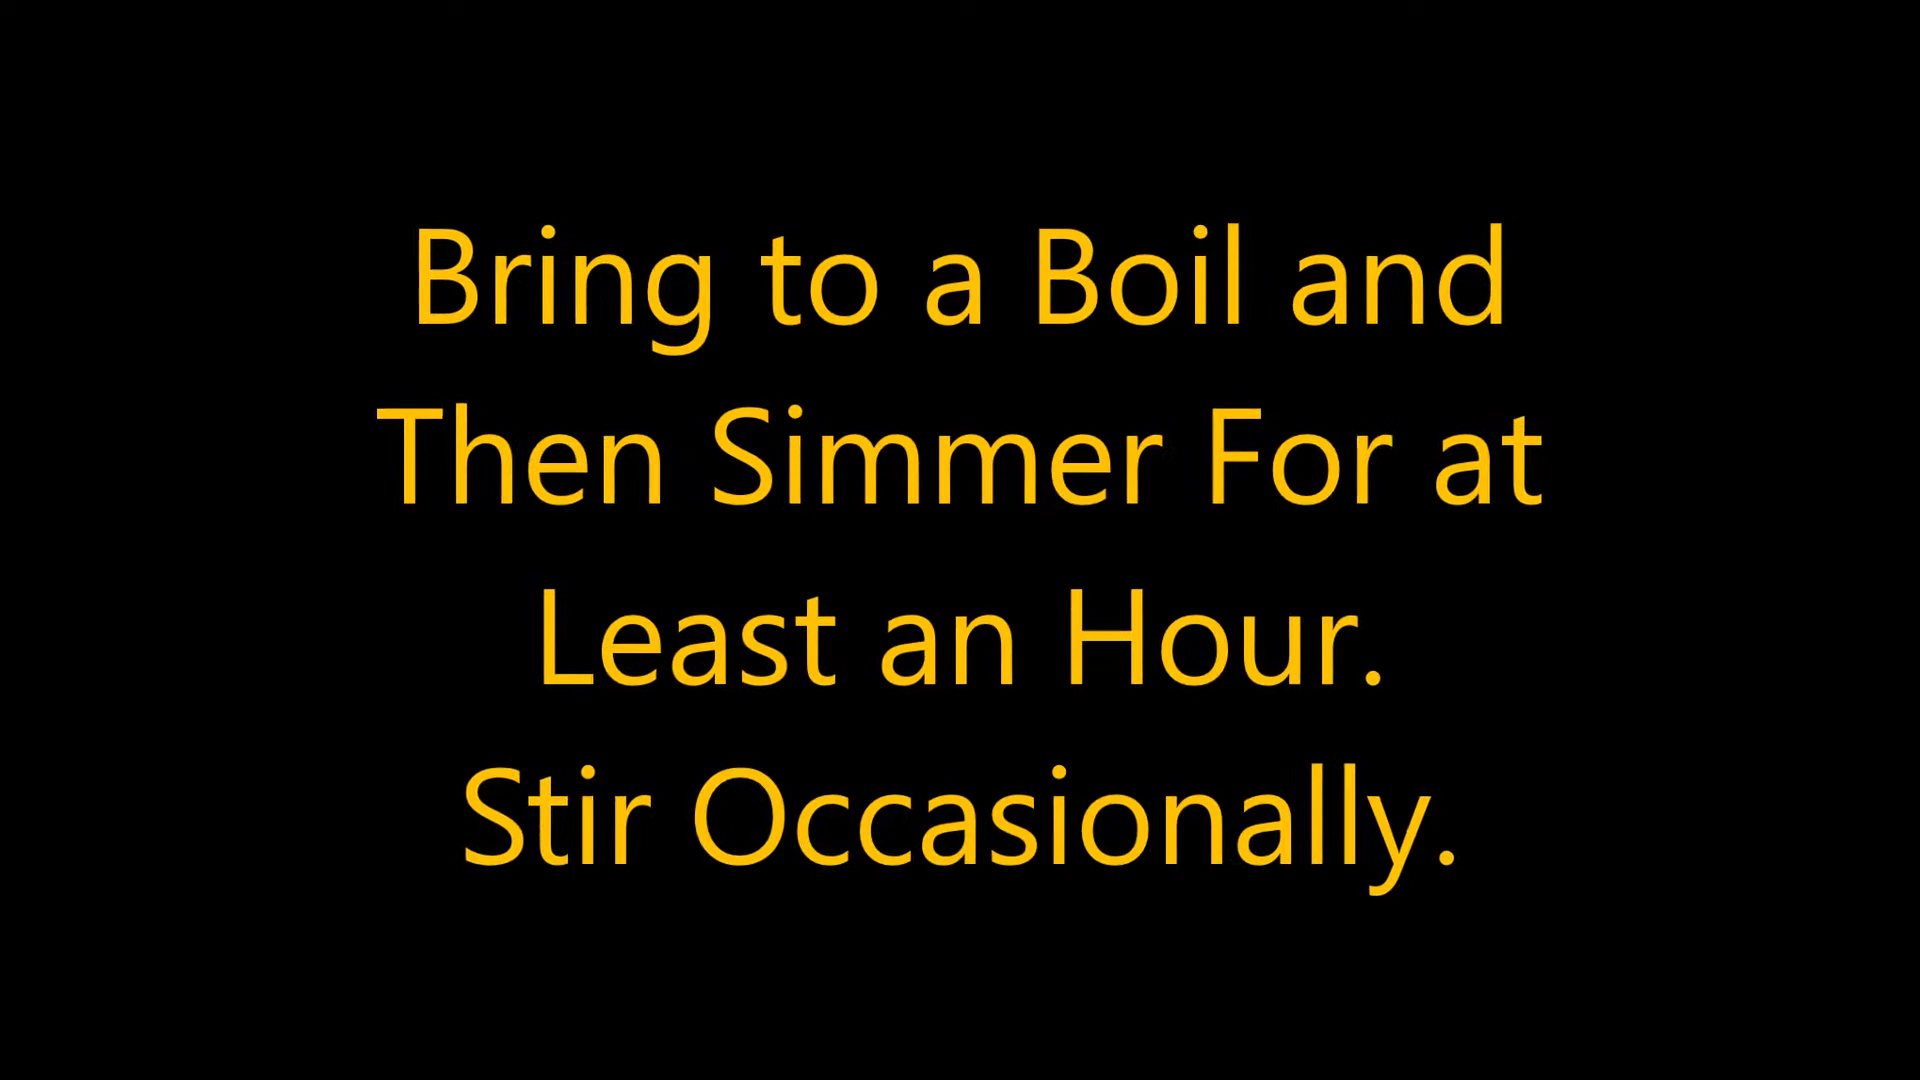 Bring to a Boil and
Then Simmer For at
Least an Hour.
Stir Occasionally.